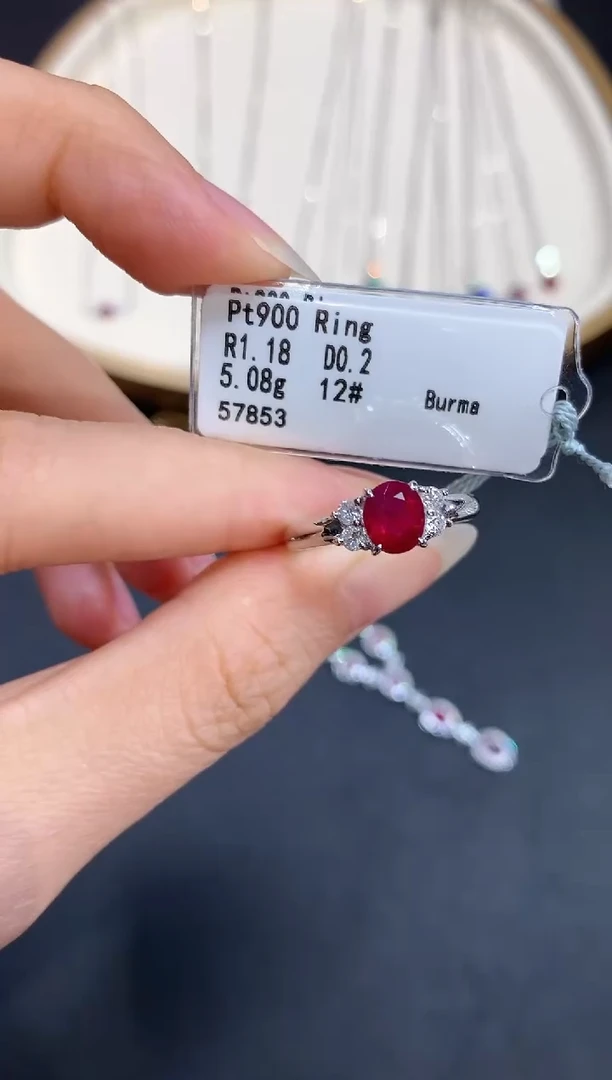 Pt900 Ring
R1.18 D0.2
5.08g 12# Burma
57853